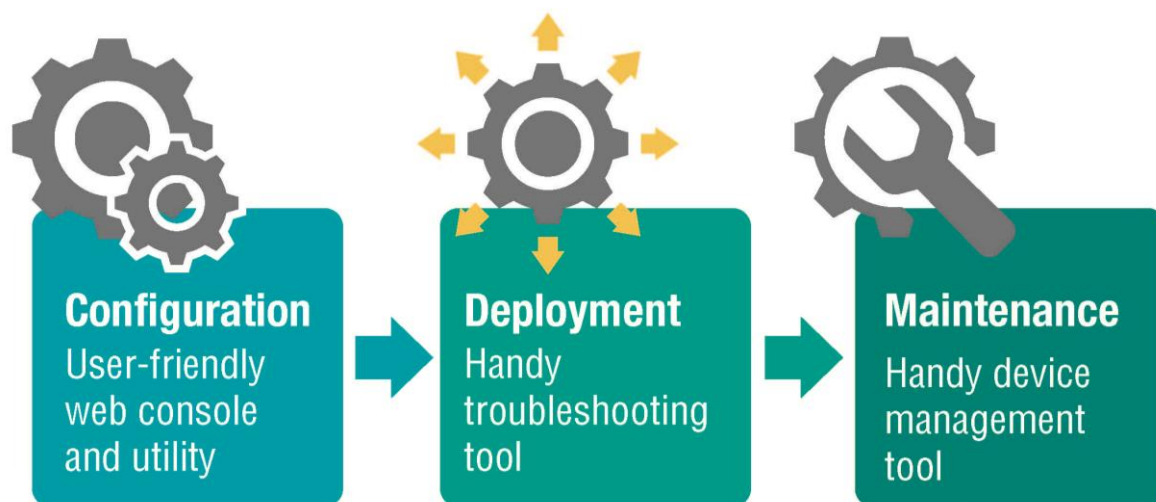 Configuration
User-friendly
web console
and utility
Deployment
Handy
troubleshooting
tool
Maintenance
Handy device
management
tool